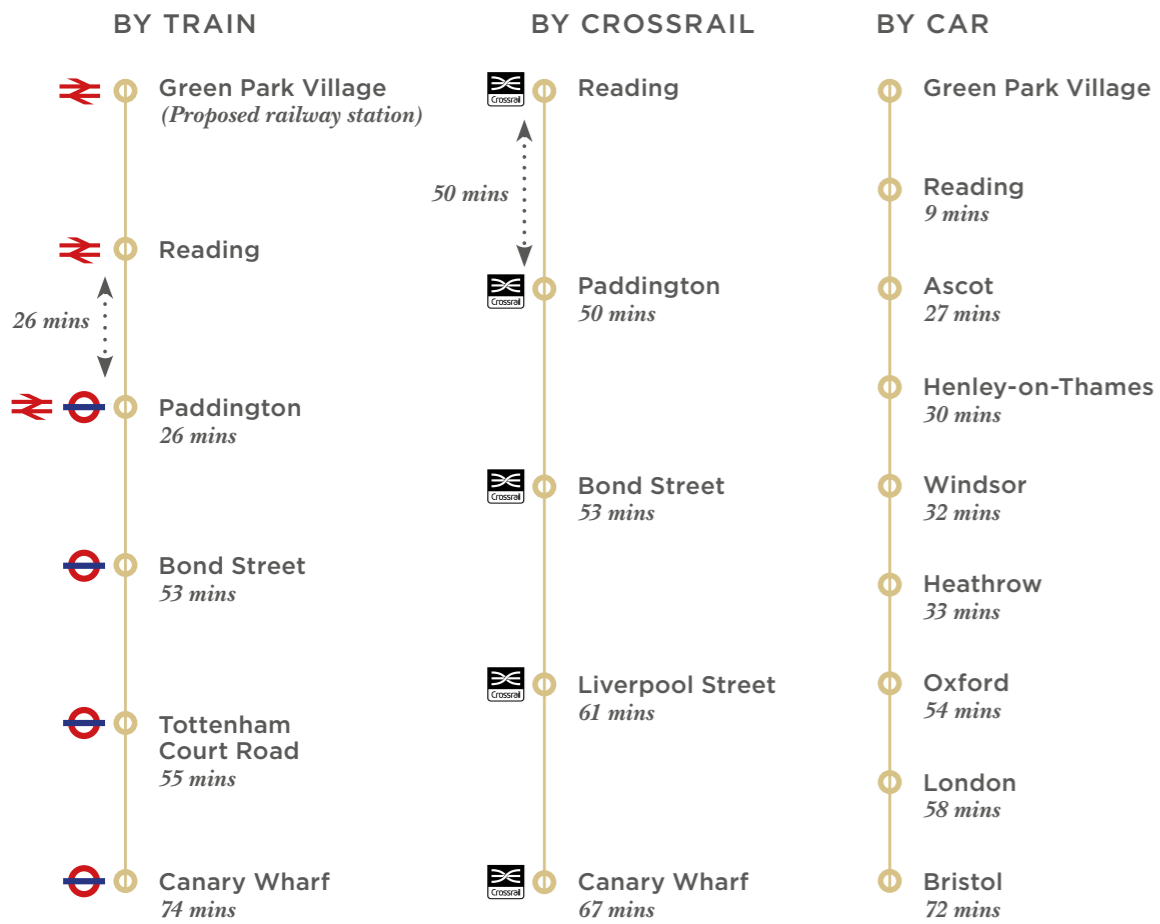 BY TRAIN
Green Park Village
(Proposed railway station)
Reading
26 mins
Paddington
26 mins
Bond Street
53 mins
Tottenham
Court Road
55 mins
Canary Wharf
74 mins
BY CROSSRAIL
Crossrail
Reading
50 mins
Crossrail
Paddington
50 mins
Crossrail
Bond Street
53 mins
Crossrail
Liverpool Street
61 mins
Crossrail
Canary Wharf
67 mins
BY CAR
Green Park Village
Reading
9 mins
Ascot
27 mins
Henley-on-Thames
30 mins
Windsor
32 mins
Heathrow
33 mins
Oxford
54 mins
London
58 mins
Bristol
72 mins